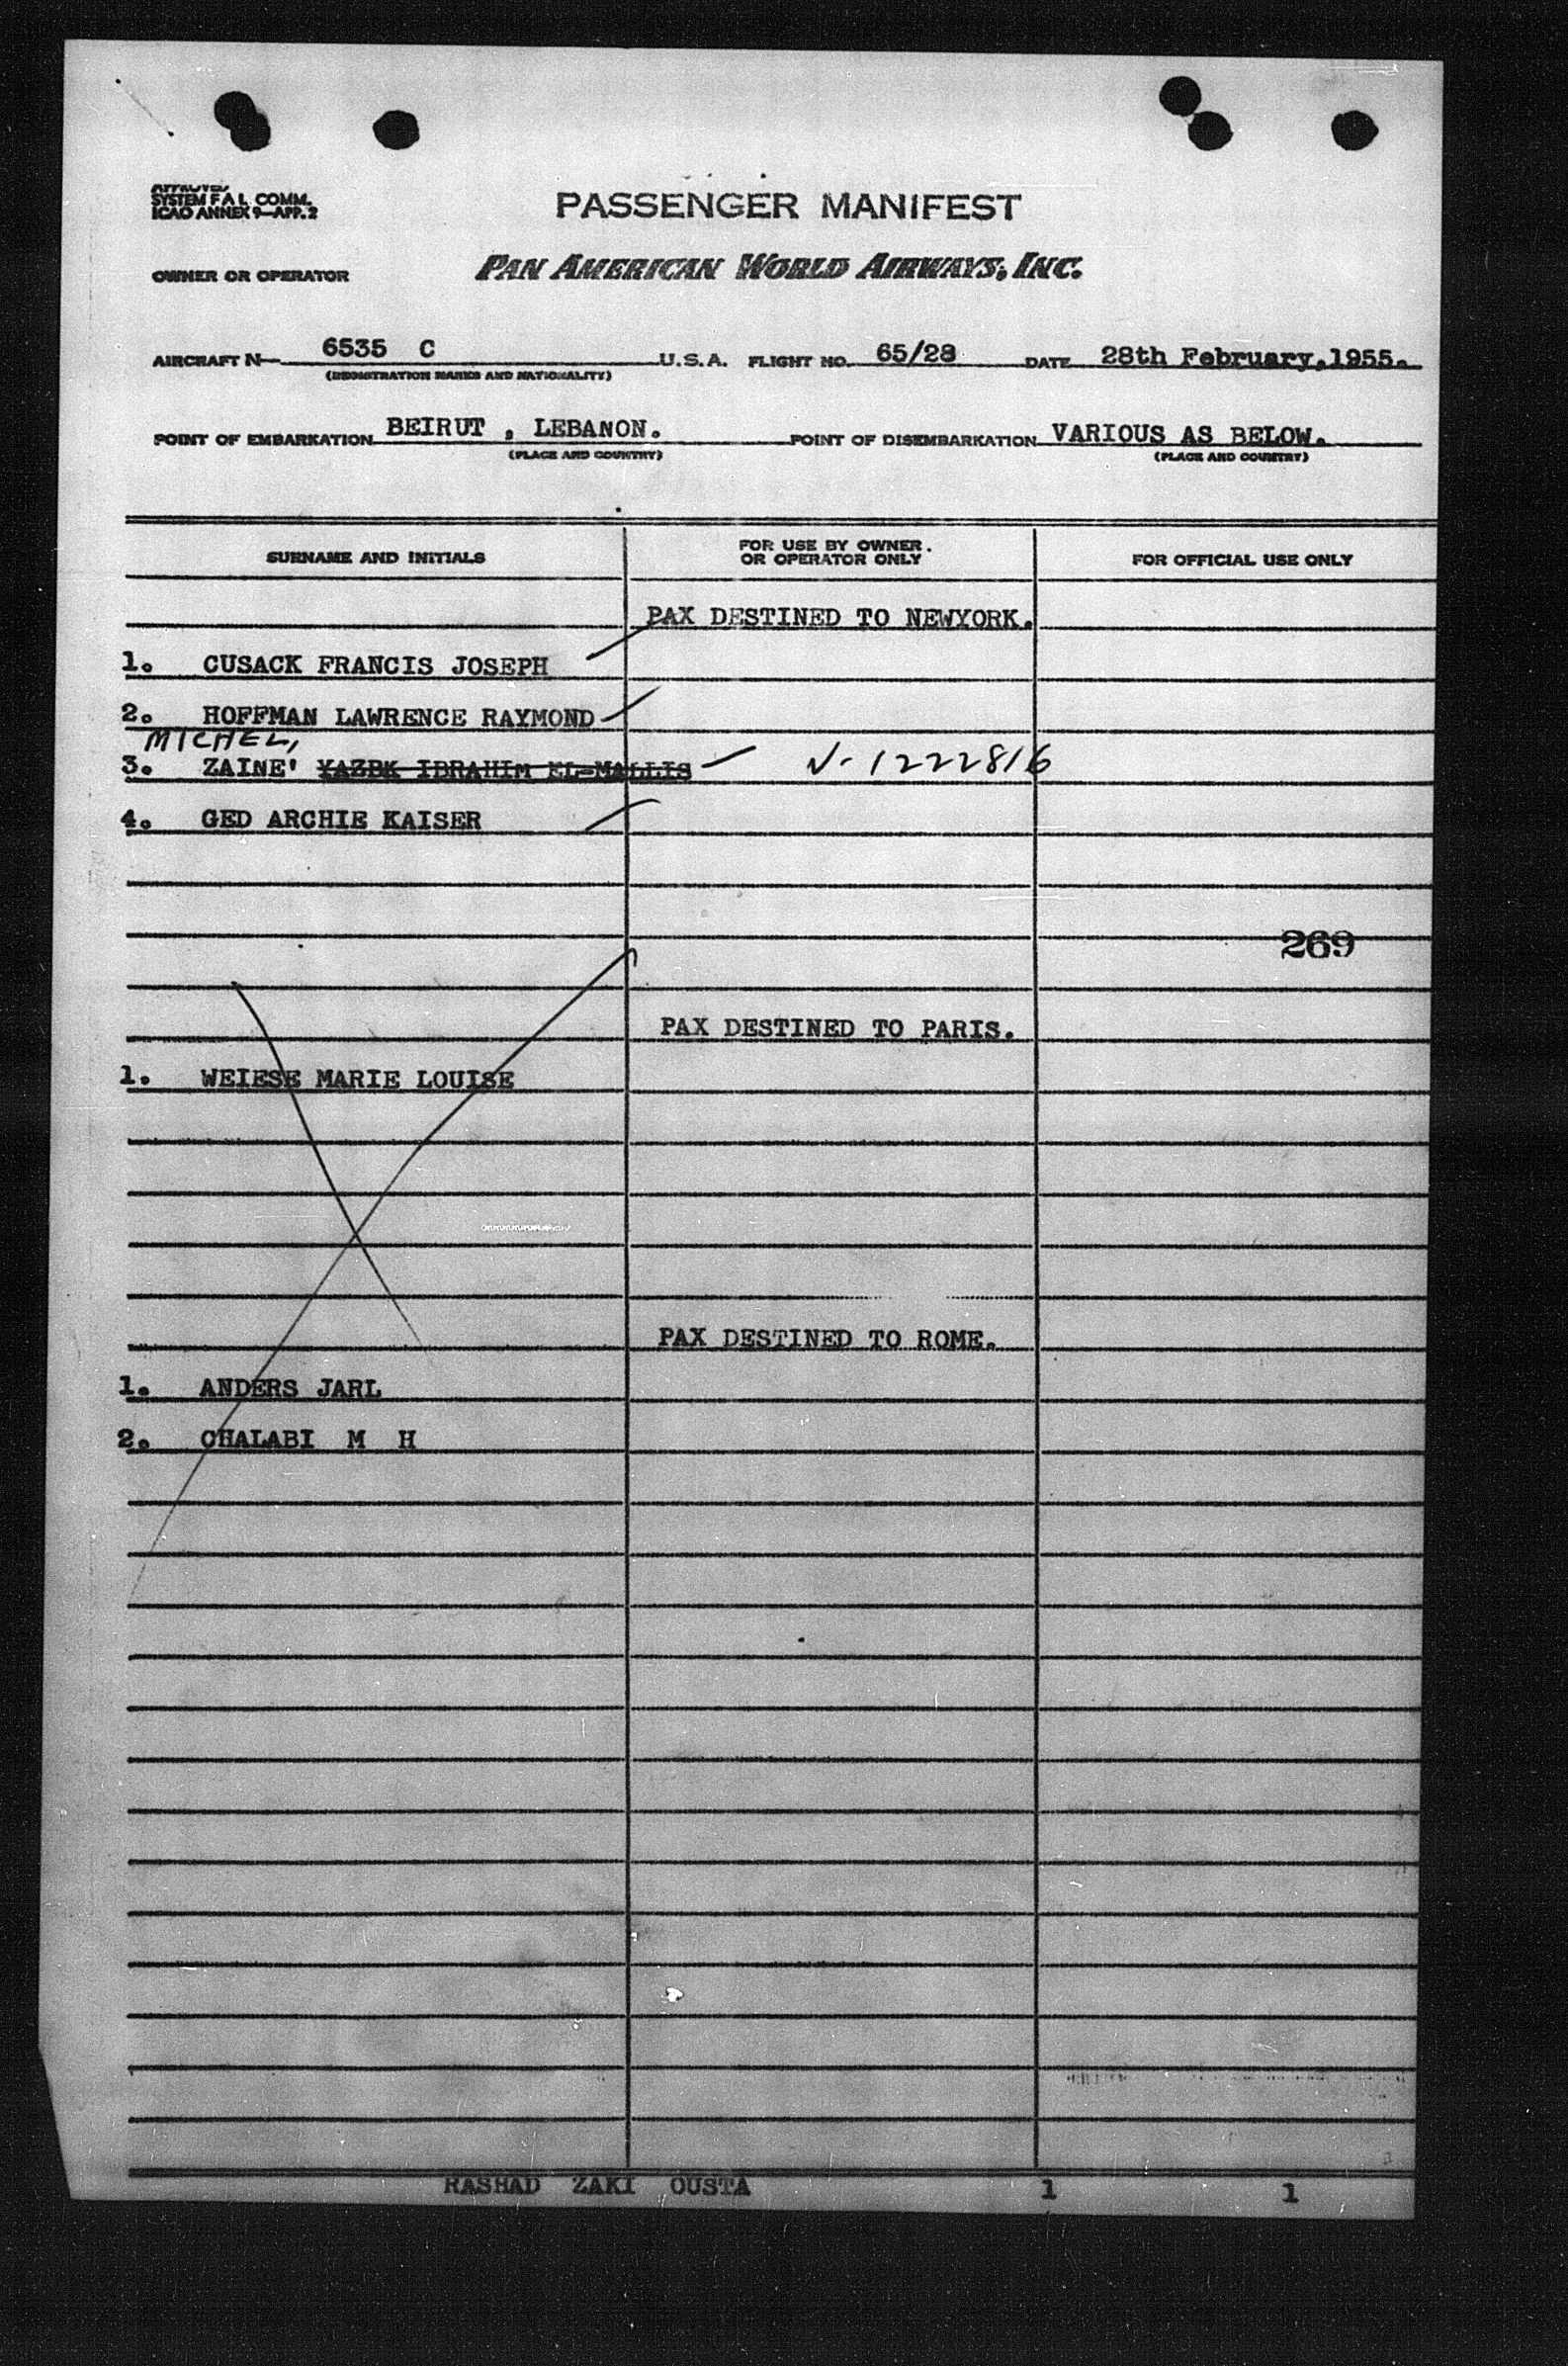 APPROVED
SYSTEM F A L COMM.
ICAO ANNEX 9—APP. 2
PASSENGER MANIFEST
OWNER OR OPERATOR PAN AMERICAN WORLD AIRWAYS, INC.
AIRCRAFT N— 6535 C U.S.A. FLIGHT NO. 65/28 DATE 28th February,1955.
(REGISTRATION MARKS AND NATIONALITY)
POINT OF EMBARKATION BEIRUT , LEBANON. POINT OF DISEMBARKATION VARIOUS AS BELOW.
(PLACE AND COUNTRY) (PLACE AND COUNTRY)
SURNAME AND INITIALS FOR USE BY OWNER OR OPERATOR ONLY FOR OFFICIAL USE ONLY
PAX DESTINED TO NEWYORK.
1. CUSACK FRANCIS JOSEPH
2. HOFFMAN LAWRENCE RAYMOND
MICHEL,
3. ZAINE' YAZBK IBRAHIM EL-MALLIS V-1222816
4. GED ARCHIE KAISER
269
PAX DESTINED TO PARIS.
1. WEIESE MARIE LOUISE
PAX DESTINED TO ROME.
1. ANDERS JARL
2. CHALABI M H
RASHAD ZAKI OUSTA 1 1